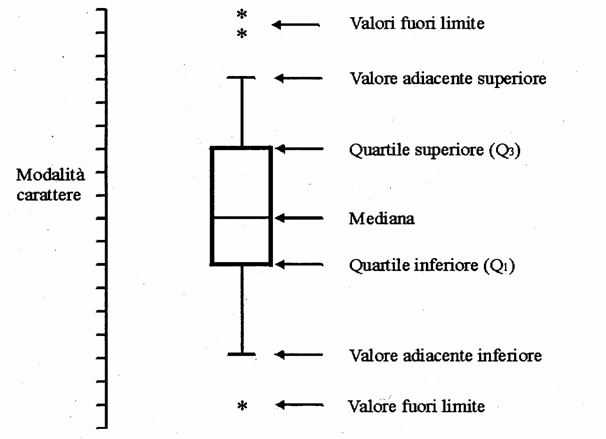 *
*
Valori fuori limite
Valore adiacente superiore
Quartile superiore (Q3)
Modalità
carattere
Mediana
Quartile inferiore (Q1)
Valore adiacente inferiore
*
Valore fuori limite